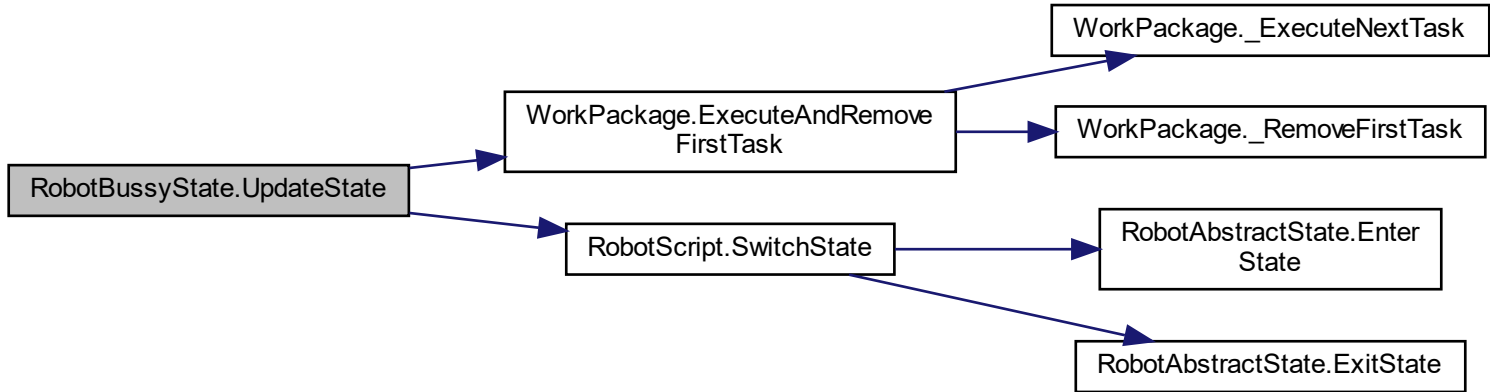 WorkPackage._ExecuteNextTask
WorkPackage.ExecuteAndRemove
FirstTask
WorkPackage._RemoveFirstTask
RobotBussyState.UpdateState
RobotScript.SwitchState
RobotAbstractState.Enter
State
RobotAbstractState.ExitState